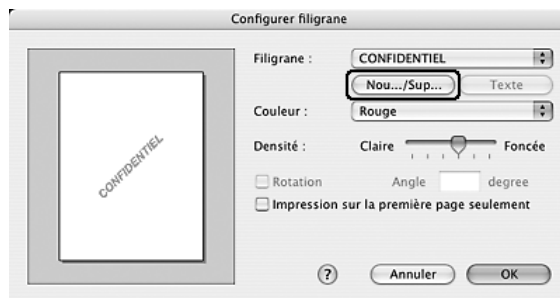 Configurer filigrane
Filigrane : CONFIDENTIEL
Nou.../Sup... Texte
Couleur : Rouge
Densité : Claire Foncée
Rotation Angle degree
Impression sur la première page seulement
CONFIDENTIEL
? Annuler OK